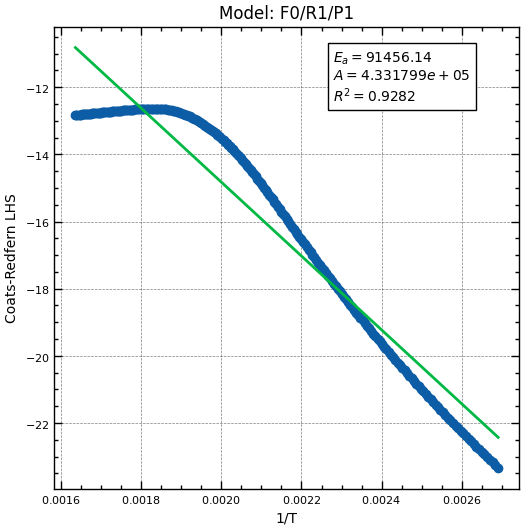 Model: F0/R1/P1
E_a = 91456.14
A = 4.331799e + 05
R^2 = 0.9282
Coats-Redfern LHS
−12
−14
−16
−18
−20
−22
0.0016 0.0018 0.0020 0.0022 0.0024 0.0026
1/T